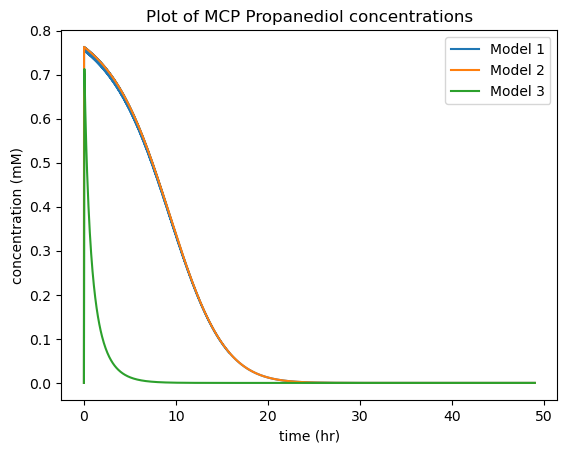 Plot of MCP Propanediol concentrations
0.8
0.7
0.6
0.5
0.4
0.3
0.2
0.1
0.0
concentration (mM)
Model 1
Model 2
Model 3
0
10
20
30
40
50
time (hr)